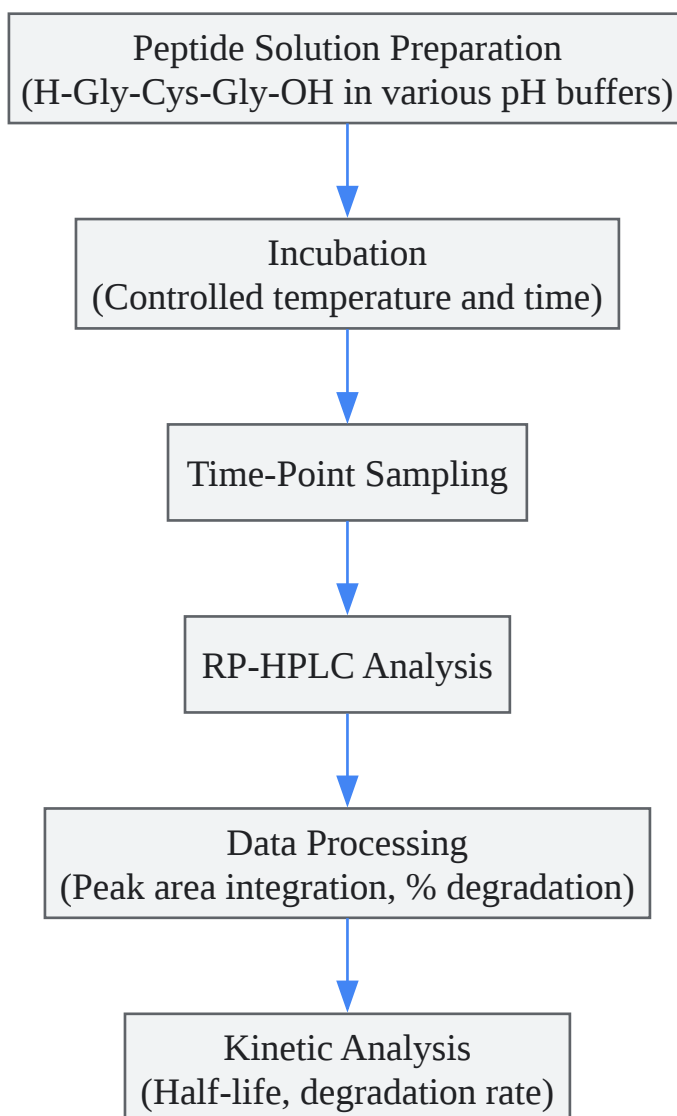 Peptide Solution Preparation
(H-Gly-Cys-Gly-OH in various pH buffers)
Incubation
(Controlled temperature and time)
Time-Point Sampling
RP-HPLC Analysis
Data Processing
(Peak area integration, % degradation)
Kinetic Analysis
(Half-life, degradation rate)